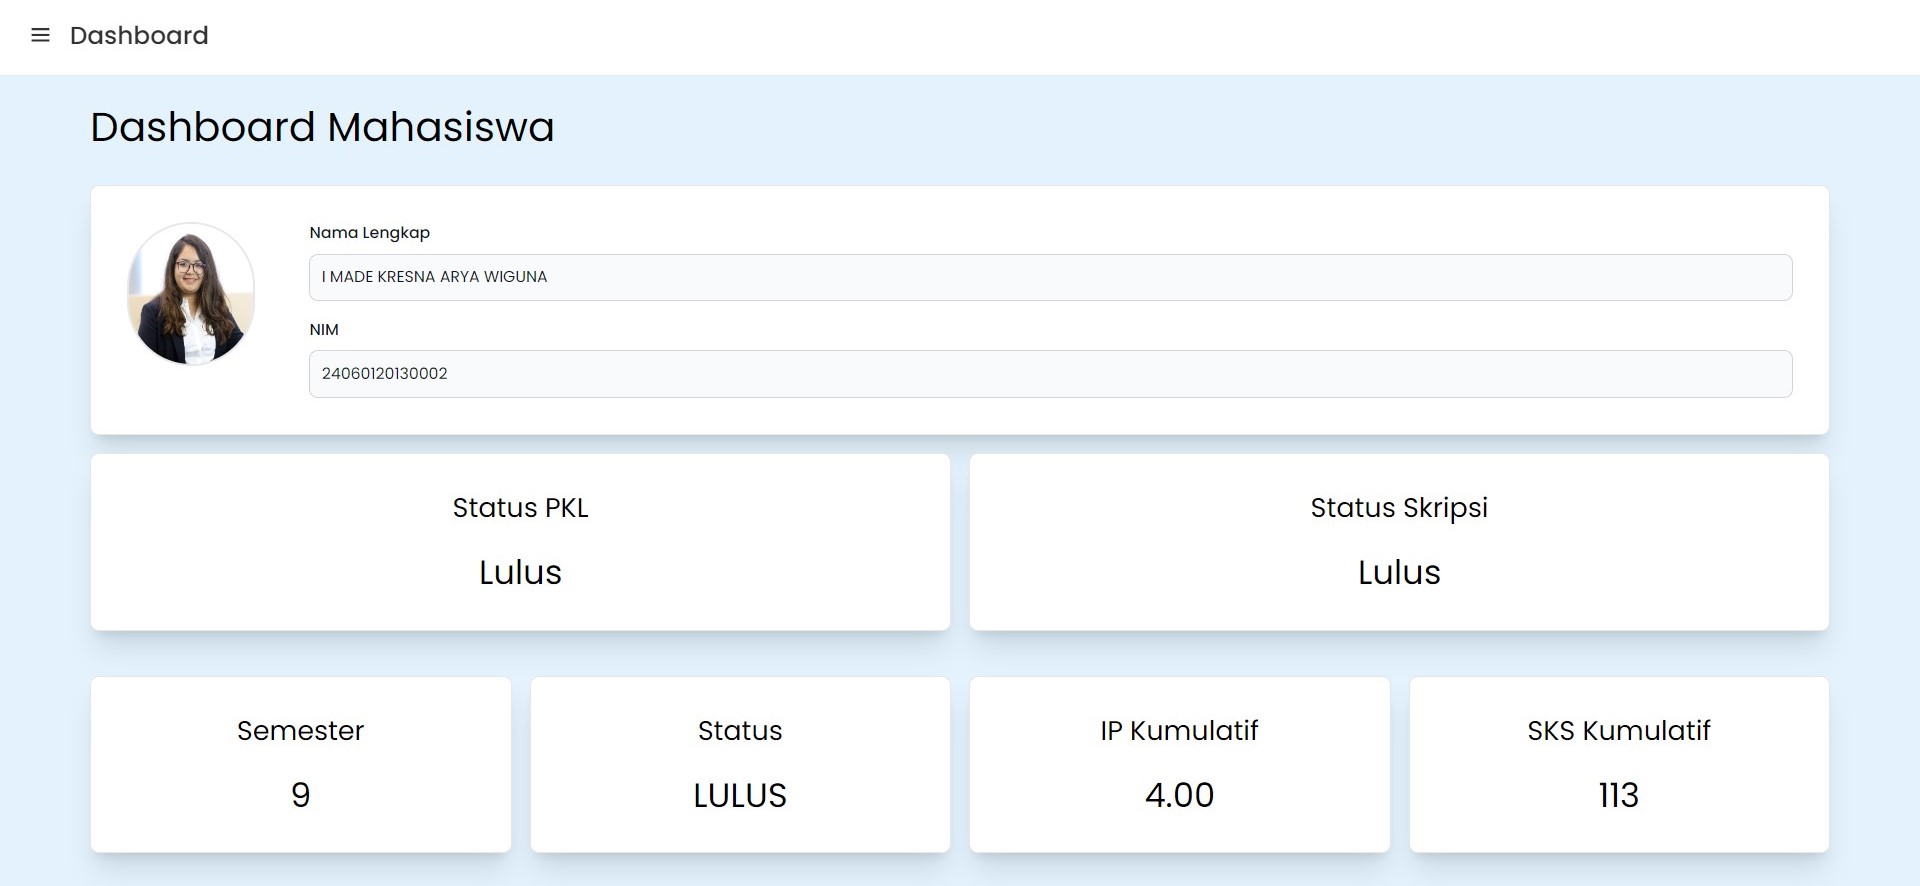 Dashboard
Dashboard Mahasiswa
Nama Lengkap
I MADE KRESNA ARYA WIGUNA
NIM
24060120130002
Status PKL
Lulus
Status Skripsi
Lulus
Semester
9
Status
LULUS
IP Kumulatif
4.00
SKS Kumulatif
113